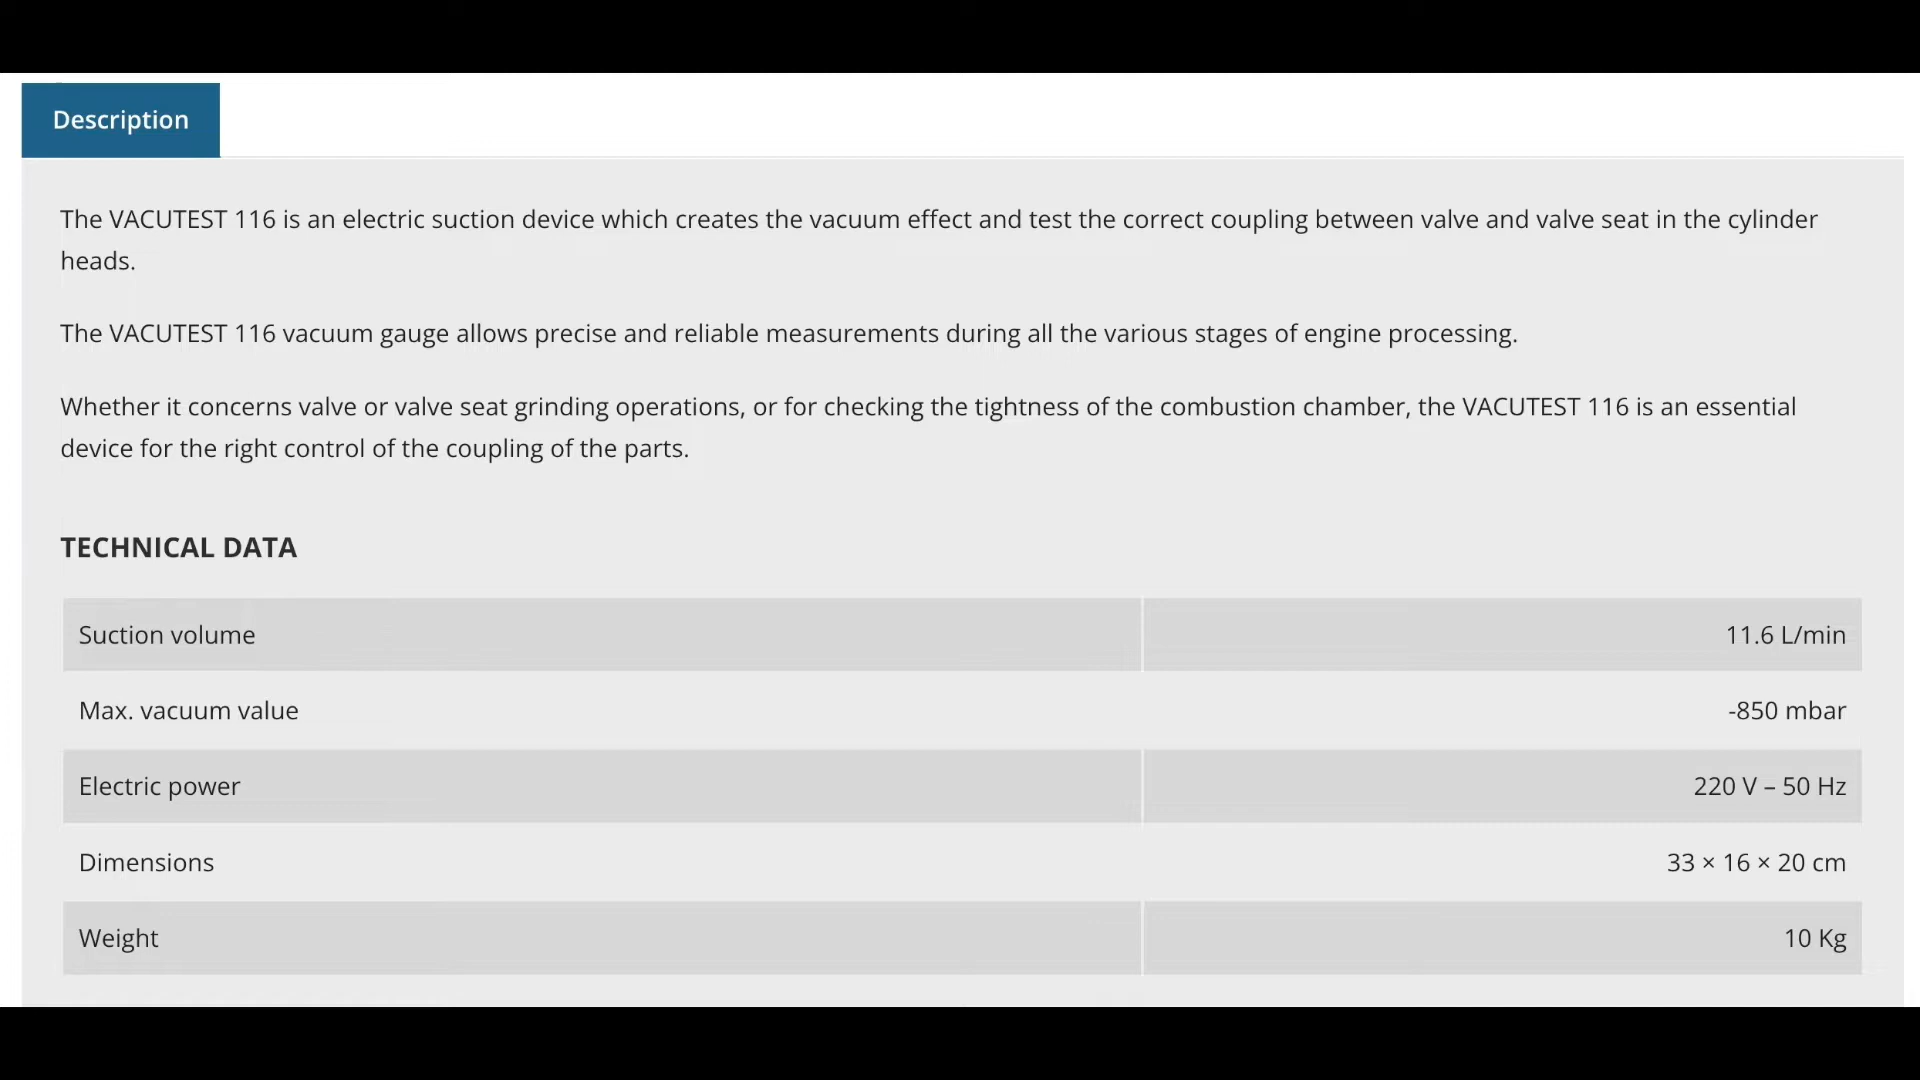 Description
The VACUTEST 116 is an electric suction device which creates the vacuum effect and test the correct coupling between valve and valve seat in the cylinder
heads.
The VACUTEST 116 vacuum gauge allows precise and reliable measurements during all the various stages of engine processing.
Whether it concerns valve or valve seat grinding operations, or for checking the tightness of the combustion chamber, the VACUTEST 116 is an essential
device for the right control of the coupling of the parts.
TECHNICAL DATA
Suction volume 11.6 L/min
Max. vacuum value -850 mbar
Electric power 220 V – 50 Hz
Dimensions 33 × 16 × 20 cm
Weight 10 Kg